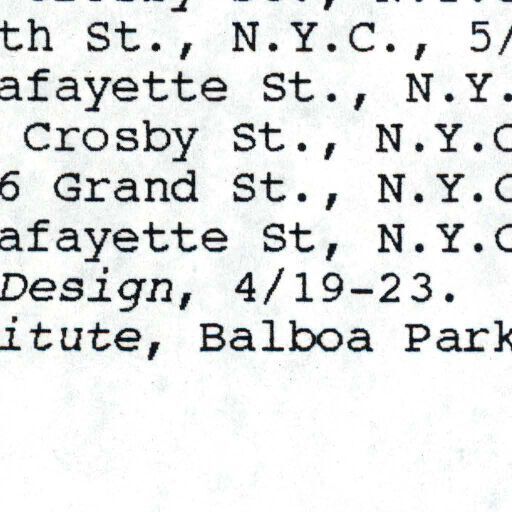 th St., N.Y.C., 5/
afayette St., N.Y.
Crosby St., N.Y.C
6 Grand St., N.Y.C
afayette St, N.Y.C
Design, 4/19-23.
itute, Balboa Park